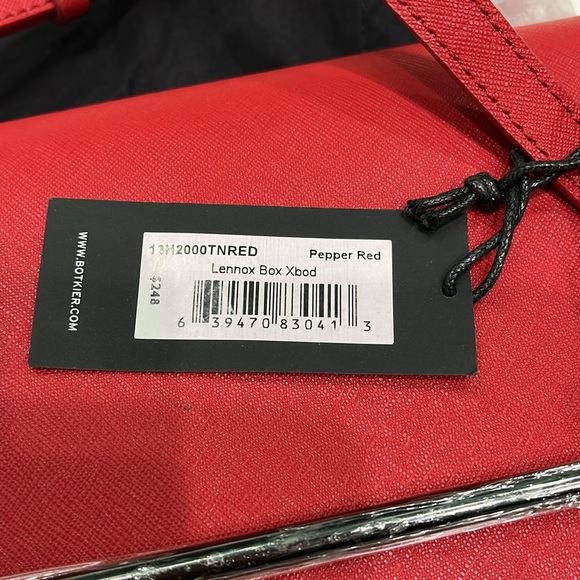 WWW.BOTKIER.COM
13H2000TNRED Pepper Red
Lennox Box Xbod
$248
6 39470 83041 3